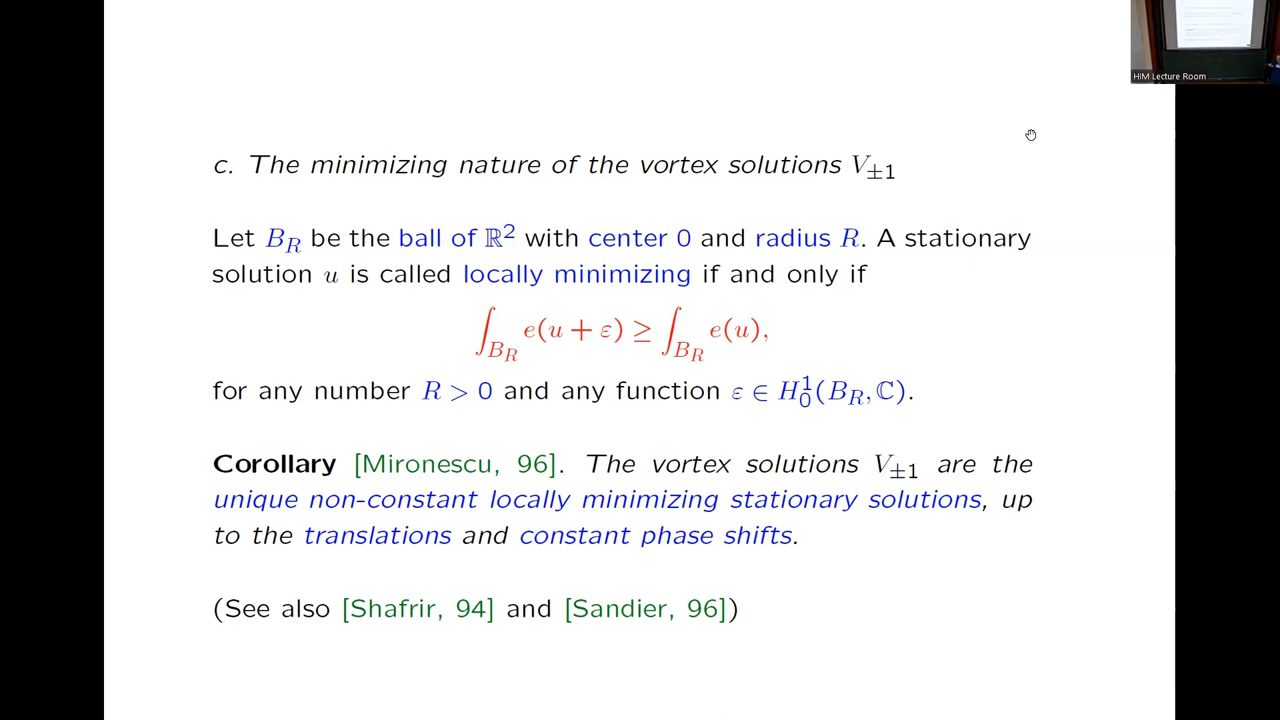 HIM Lecture Room
c. The minimizing nature of the vortex solutions V±1
Let B_R be the ball of ℝ² with center 0 and radius R. A stationary
solution u is called locally minimizing if and only if
∫_{B_R} e(u + ε) ≥ ∫_{B_R} e(u),
for any number R > 0 and any function ε ∈ H¹₀(B_R, ℂ).
Corollary [Mironescu, 96]. The vortex solutions V±1 are the
unique non-constant locally minimizing stationary solutions, up
to the translations and constant phase shifts.
(See also [Shafrir, 94] and [Sandier, 96])